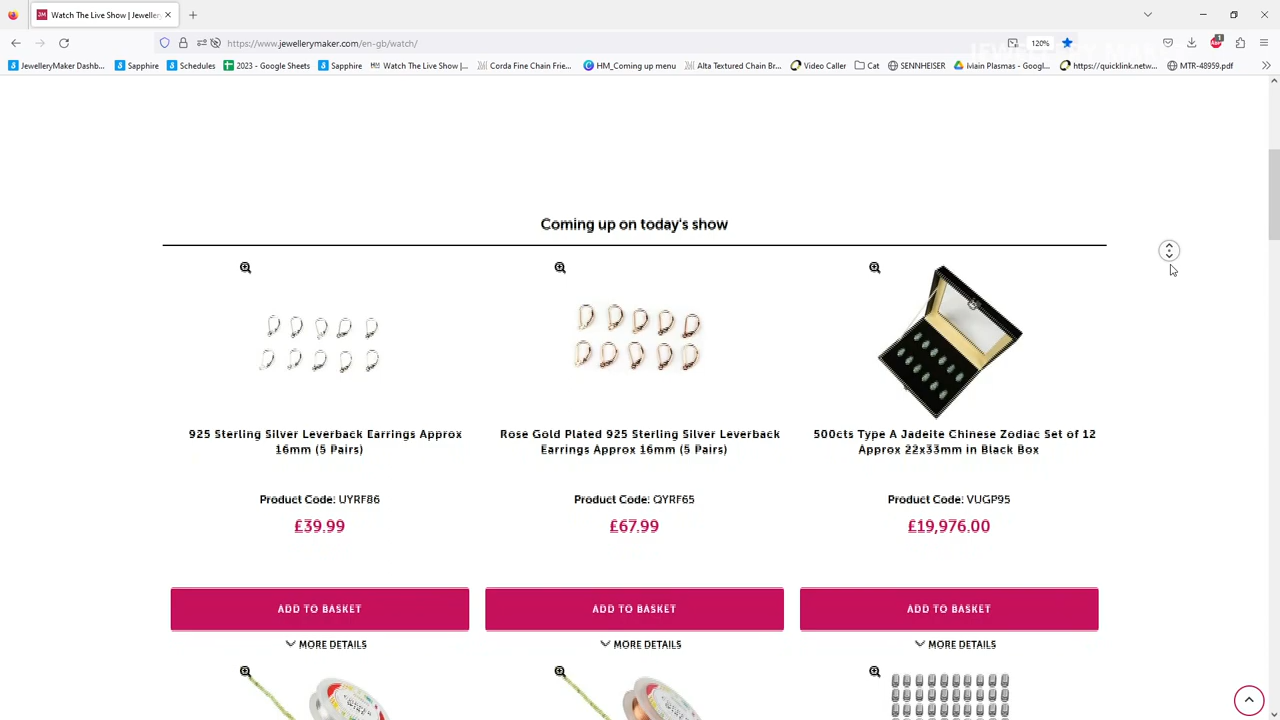 Watch The Live Show | Jeweller
https://www.jewellerymaker.com/en-gb/watch/
120%
1
JewelleryMaker Dashb...
Sapphire
Schedules
2023 - Google Sheets
Sapphire
Watch The Live Show |...
Corda Fine Chain Frie...
HM_Coming up menu
Alta Textured Chain Br...
Video Caller
Cat
SENNHEISER
Main Plasmas - Googl...
https://quicklink.netw...
MTR-48959.pdf
Coming up on today's show
925 Sterling Silver Leverback Earrings Approx
16mm (5 Pairs)
Product Code: UYRF86
£39.99
ADD TO BASKET
MORE DETAILS
Rose Gold Plated 925 Sterling Silver Leverback
Earrings Approx 16mm (5 Pairs)
Product Code: QYRF65
£67.99
ADD TO BASKET
MORE DETAILS
500cts Type A Jadeite Chinese Zodiac Set of 12
Approx 22x33mm in Black Box
Product Code: VUGP95
£19,976.00
ADD TO BASKET
MORE DETAILS